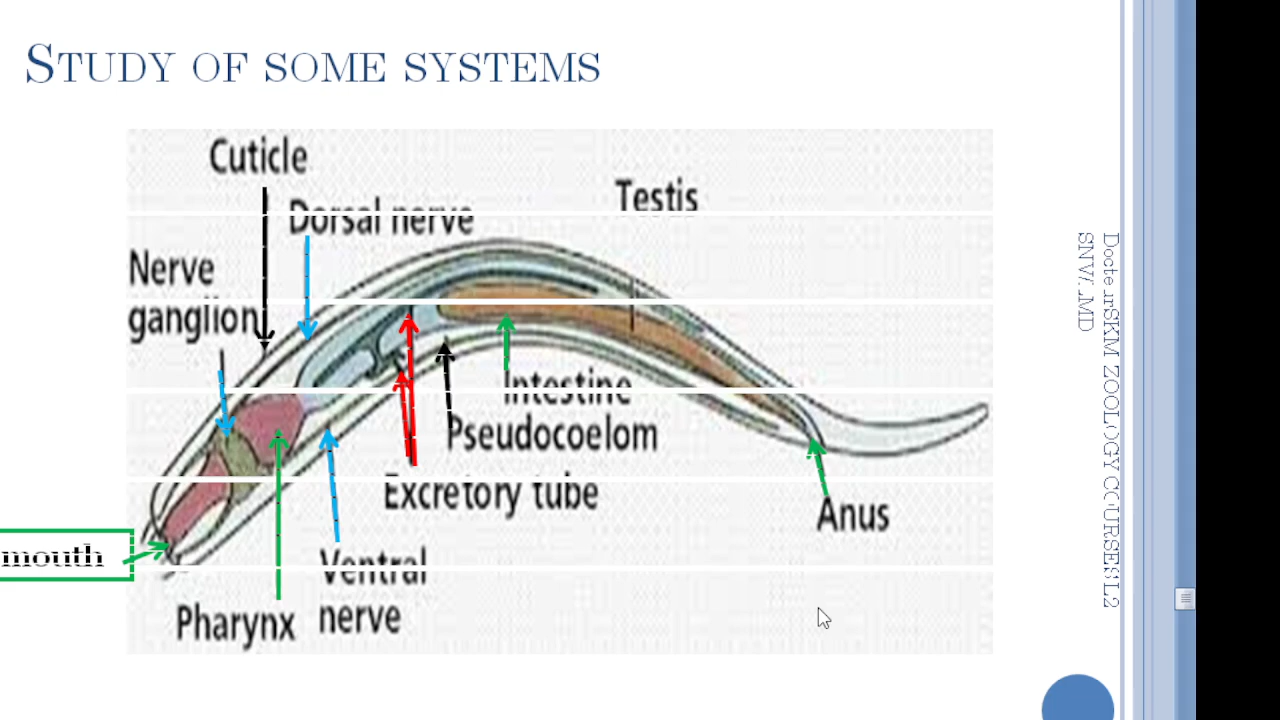 STUDY OF SOME SYSTEMS
Cuticle
Dorsal nerve
Testis
Nerve
ganglion
Intestine
Pseudocoelom
Excretory tube
Anus
mouth
Ventral
nerve
Pharynx
ZOOLOGY